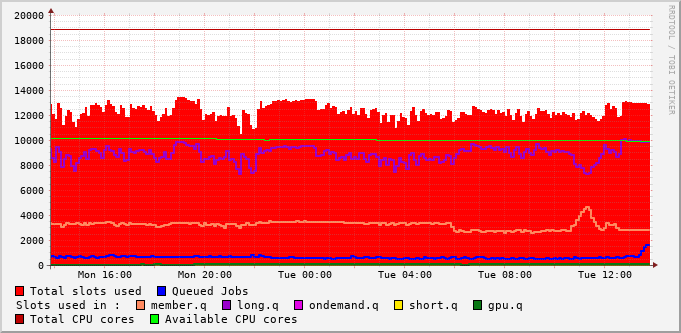 20000
18000
16000
14000
12000
10000
8000
6000
4000
2000
0
Mon 16:00 Mon 20:00 Tue 00:00 Tue 04:00 Tue 08:00 Tue 12:00
RRDTOOL / TOBI OETIKER
Total slots used Queued Jobs
Slots used in : member.q long.q ondemand.q short.q gpu.q
Total CPU cores Available CPU cores